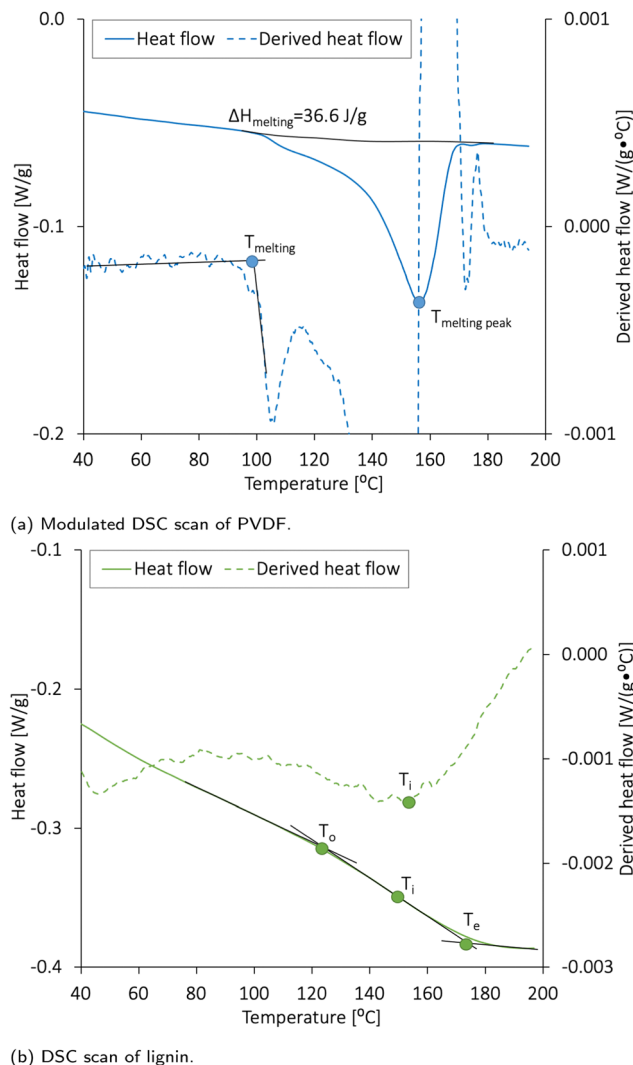 0.0
0.001
Heat flow
Derived heat flow
ΔHmelting=36.6 J/g
Heat flow [W/g]
-0.1
0.000
Derived heat flow [W/(g•⁰C)]
Tmelting
Tmelting peak
-0.2
-0.001
40 60 80 100 120 140 160 180 200
Temperature [⁰C]
(a) Modulated DSC scan of PVDF.
-0.1
0.001
Heat flow
Derived heat flow
0.000
Heat flow [W/g]
-0.2
-0.001
Derived heat flow [W/(g•⁰C)]
Ti
-0.3
To
-0.002
Ti
Te
-0.4
-0.003
40 60 80 100 120 140 160 180 200
Temperature [⁰C]
(b) DSC scan of lignin.